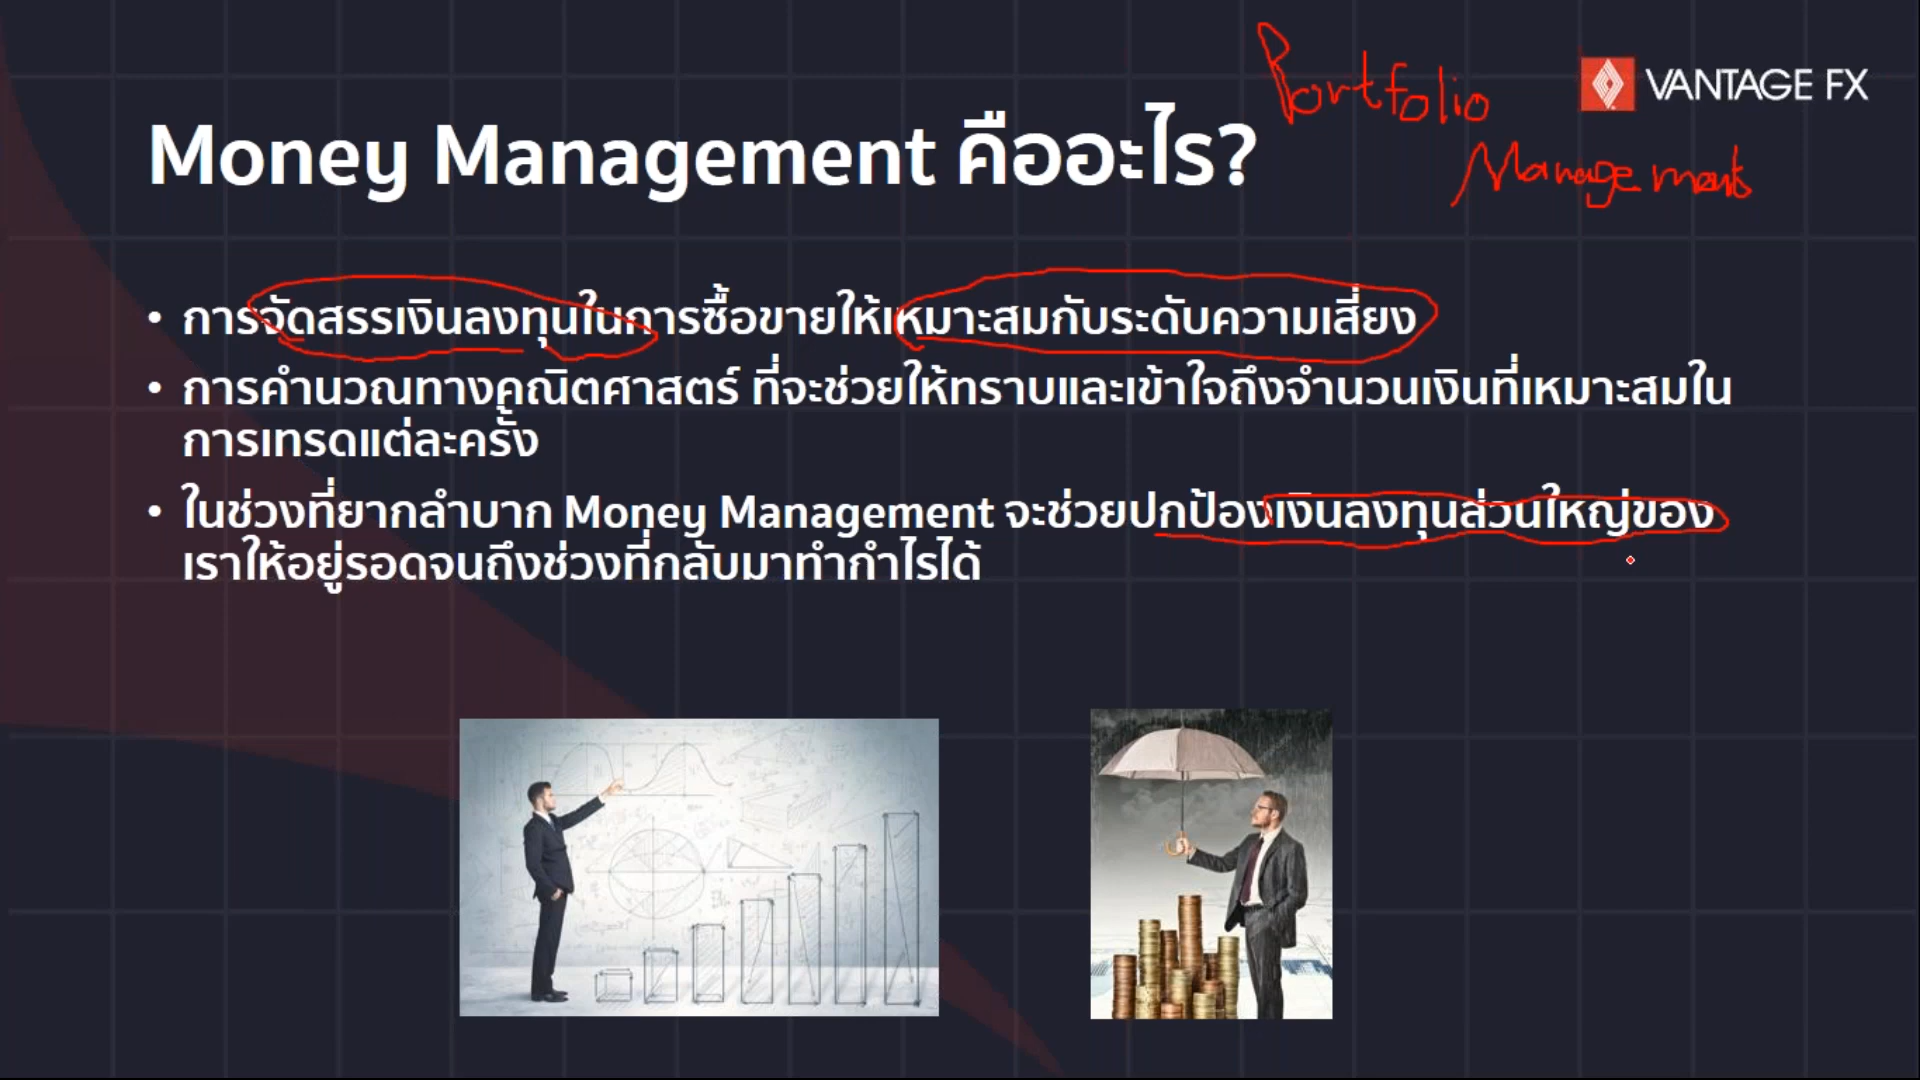 Portfolio
Management
VANTAGE FX
Money Management คืออะไร?
• การจัดสรรเงินลงทุนในการซื้อขายให้เหมาะสมกับระดับความเสี่ยง
• การคำนวณทางคณิตศาสตร์ ที่จะช่วยให้ทราบและเข้าใจถึงจำนวนเงินที่เหมาะสมใน
การเทรดแต่ละครั้ง
• ในช่วงที่ยากลำบาก Money Management จะช่วยปกป้องเงินลงทุนส่วนใหญ่ของ
เราให้อยู่รอดจนถึงช่วงที่กลับมาทำกำไรได้